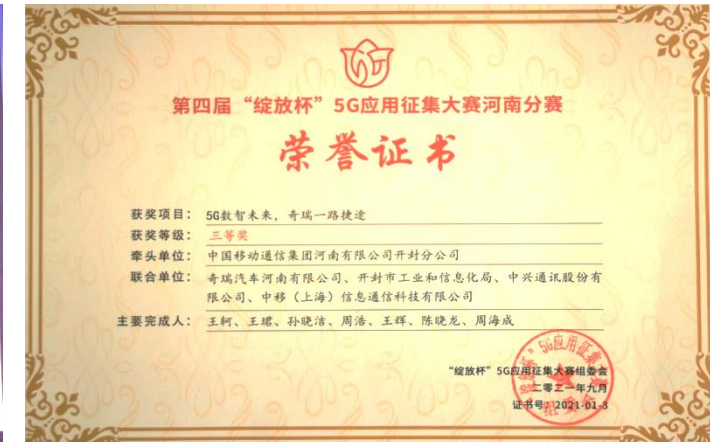 第四届“绽放杯”5G应用征集大赛河南分赛
荣誉证书
获奖项目：5G数智未来，奇瑞一路捷途
获奖等级：三等奖
牵头单位：中国移动通信集团河南有限公司开封分公司
联合单位：奇瑞汽车河南有限公司、开封市工业和信息化局、中兴通讯股份有
限公司、中移（上海）信息通信科技有限公司
主要完成人：王轲、王珺、孙晓洁、周浩、王辉、陈晓龙、周海成
“绽放杯”5G应用征集大赛组委会
二零二一年九月
证书号：2021-01-3